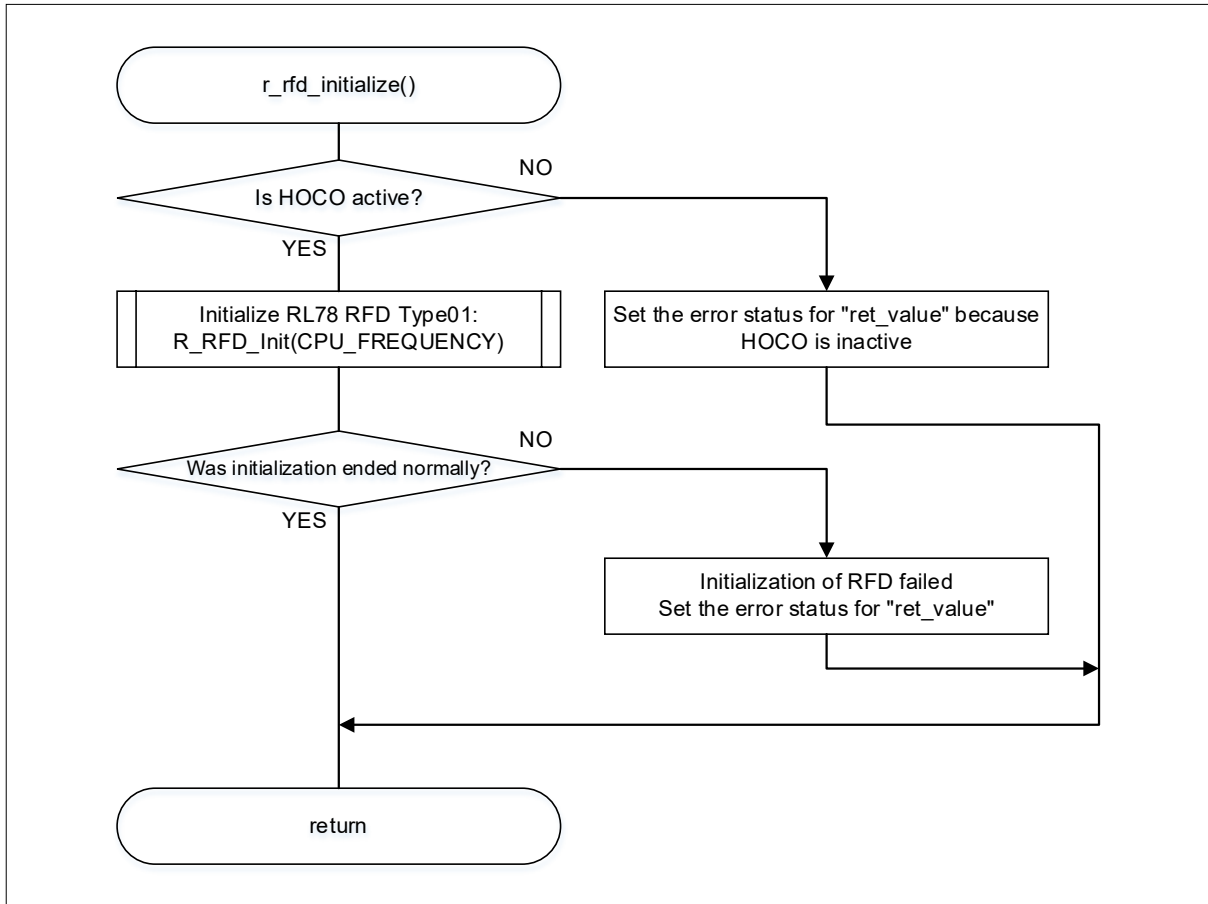 r_rfd_initialize()
NO
Is HOCO active?
YES
Initialize RL78 RFD Type01:
R_RFD_Init(CPU_FREQUENCY)
Set the error status for "ret_value" because
HOCO is inactive
NO
Was initialization ended normally?
YES
Initialization of RFD failed
Set the error status for "ret_value"
return